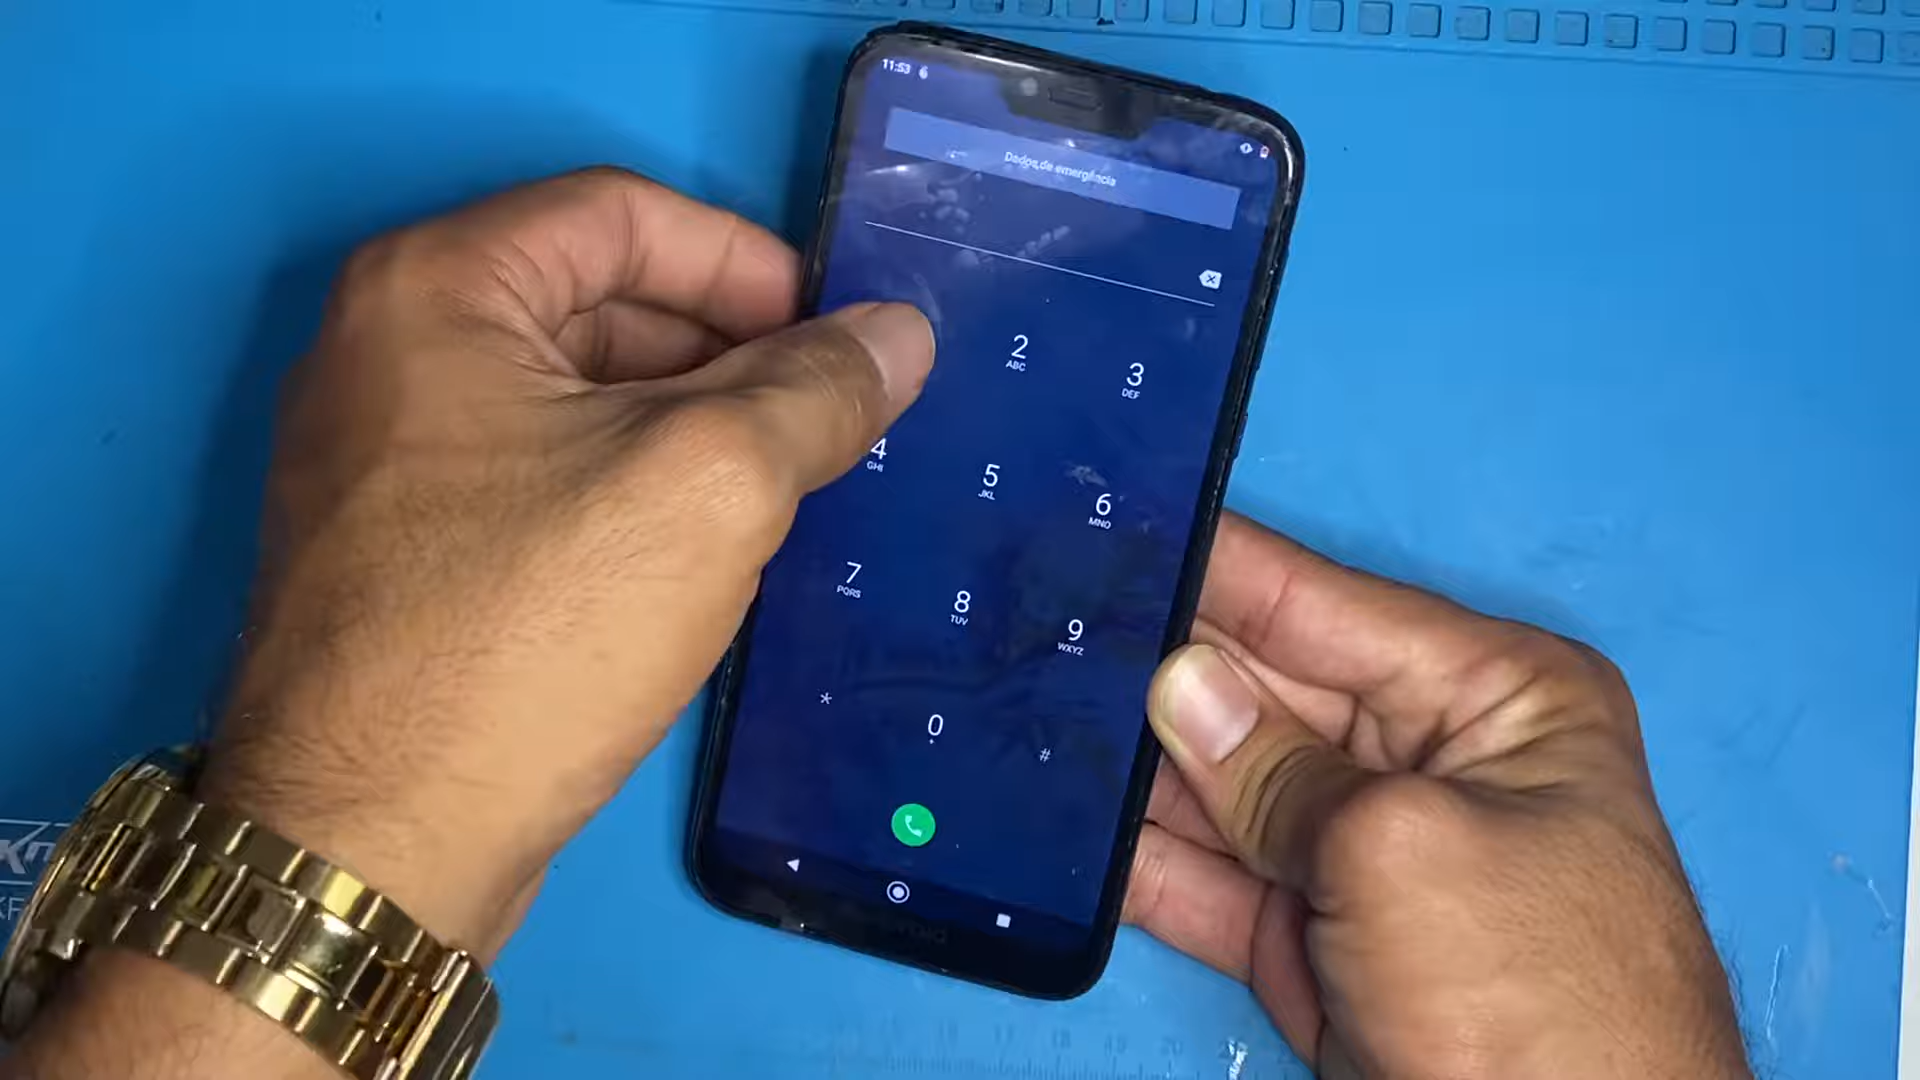 11:53
Dados de emergência
2
ABC
3
DEF
4
GHI
5
JKL
6
MNO
7
PQRS
8
TUV
9
WXYZ
*
0
+
#